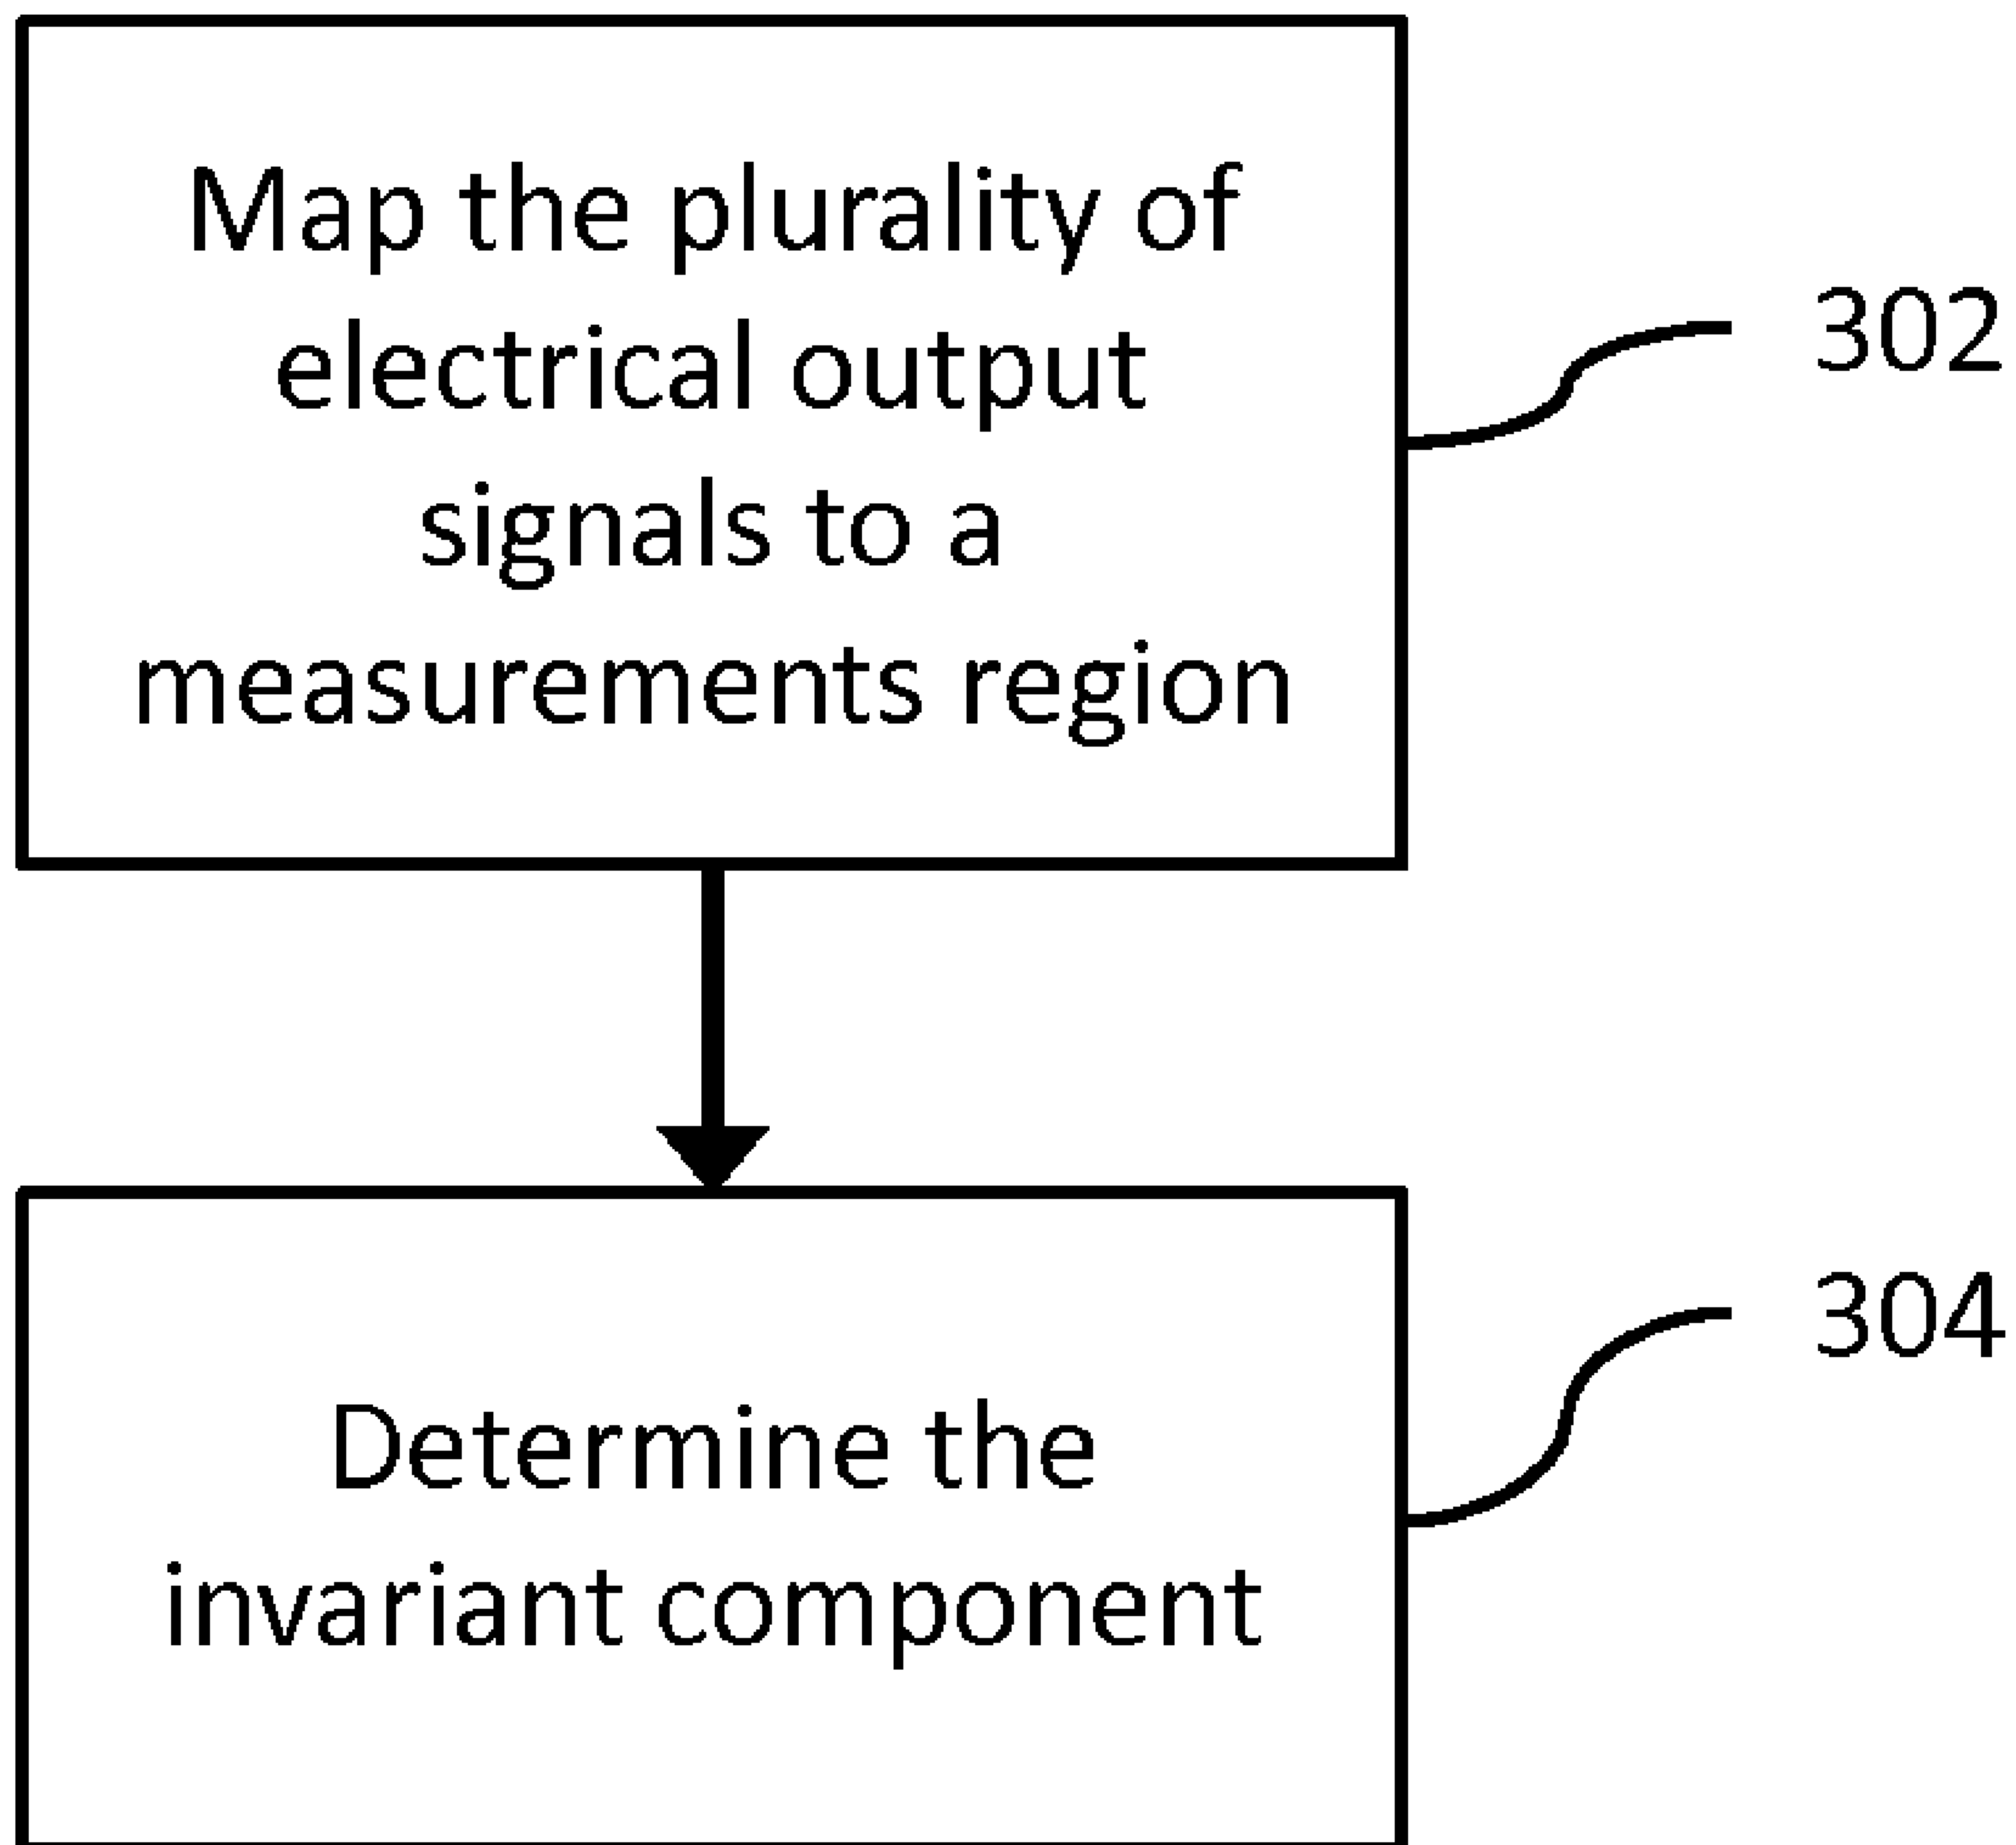 Map the plurality of
electrical output
signals to a
measurements region
302
Determine the
invariant component
304